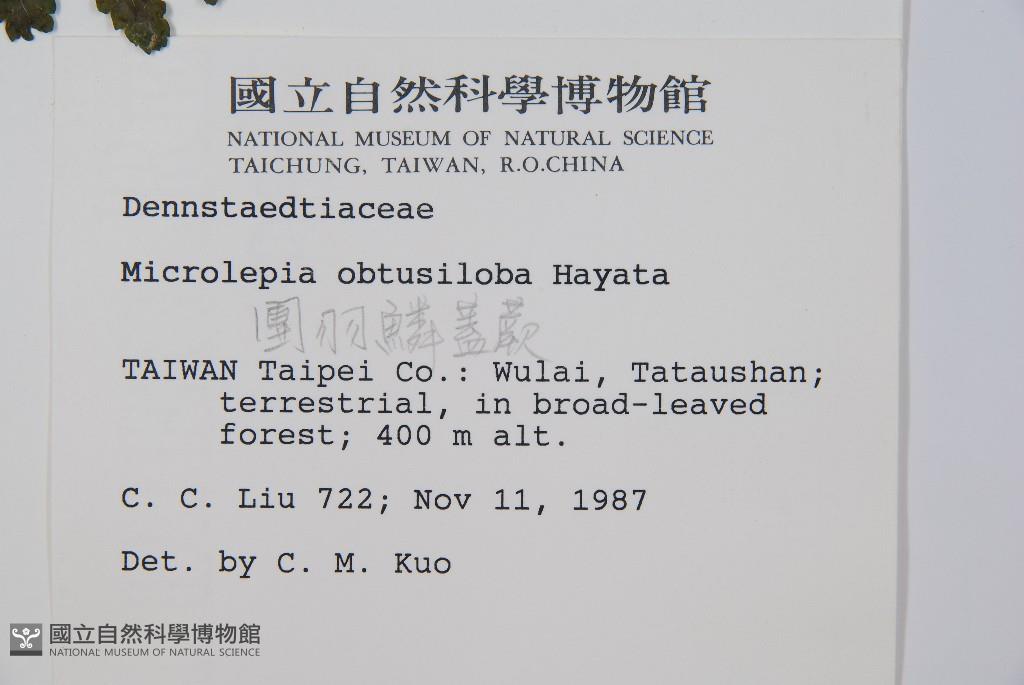 國立自然科學博物館
NATIONAL MUSEUM OF NATURAL SCIENCE
TAICHUNG, TAIWAN, R.O.CHINA
Dennstaedtiaceae
Microlepia obtusiloba Hayata
團羽鱗蓋蕨
TAIWAN Taipei Co.: Wulai, Tataushan;
terrestrial, in broad-leaved
forest; 400 m alt.
C. C. Liu 722; Nov 11, 1987
Det. by C. M. Kuo
國立自然科學博物館
NATIONAL MUSEUM OF NATURAL SCIENCE